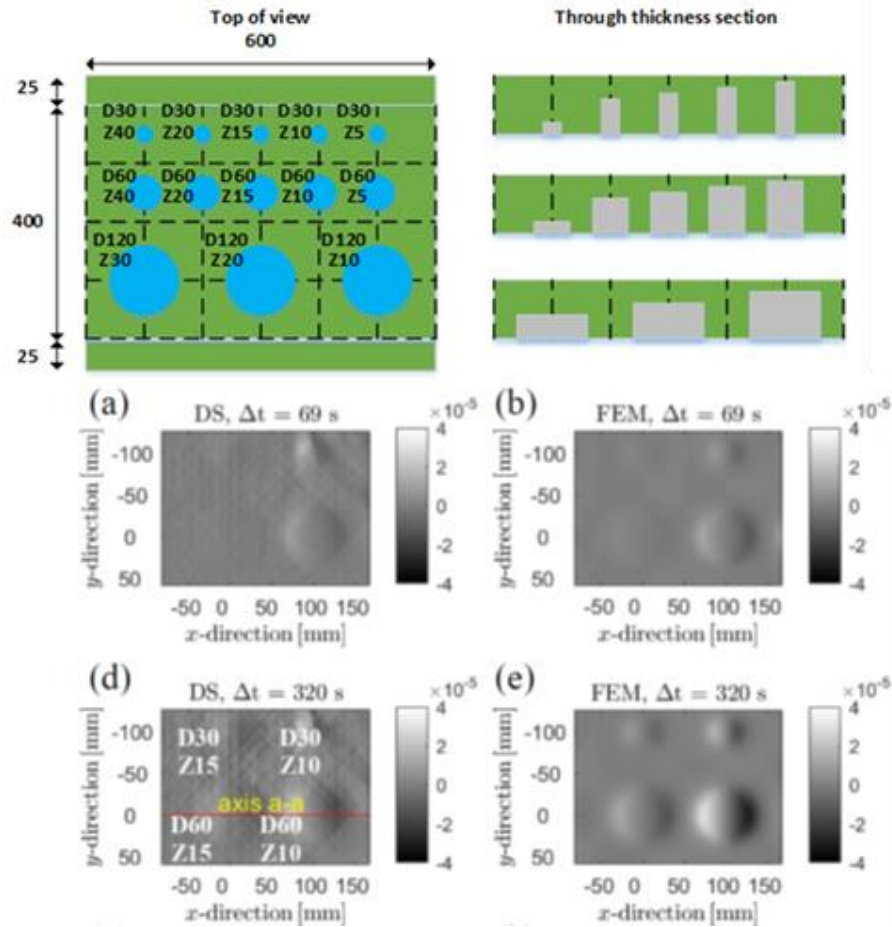 Top of view
600
Through thickness section
25
400
25
D30 D30 D30 D30 D30
Z40 Z20 Z15 Z10 Z5
D60 D60 D60 D60 D60
Z40 Z20 Z15 Z10 Z5
D120 D120 D120
Z30 Z20 Z10
(a)
DS, Δt = 69 s
×10⁻⁵
4
2
0
-2
-4
-100
-50
0
50
y-direction [mm]
-50 0 50 100 150
x-direction [mm]
(b)
FEM, Δt = 69 s
×10⁻⁵
4
2
0
-2
-4
-100
-50
0
50
y-direction [mm]
-50 0 50 100 150
x-direction [mm]
(d)
DS, Δt = 320 s
×10⁻⁵
4
2
0
-2
-4
-100
-50
0
50
y-direction [mm]
D30 D30
Z15 Z10
axis a-a
D60 D60
Z15 Z10
-50 0 50 100 150
x-direction [mm]
(e)
FEM, Δt = 320 s
×10⁻⁵
4
2
0
-2
-4
-100
-50
0
50
y-direction [mm]
-50 0 50 100 150
x-direction [mm]